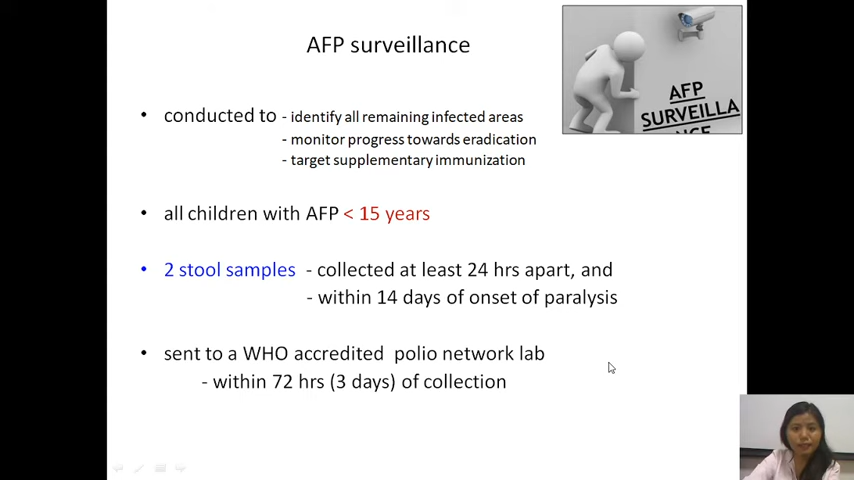 AFP surveillance
• conducted to - identify all remaining infected areas
- monitor progress towards eradication
- target supplementary immunization
AFP
SURVEILLA
NCE
• all children with AFP < 15 years
• 2 stool samples - collected at least 24 hrs apart, and
- within 14 days of onset of paralysis
• sent to a WHO accredited polio network lab
- within 72 hrs (3 days) of collection